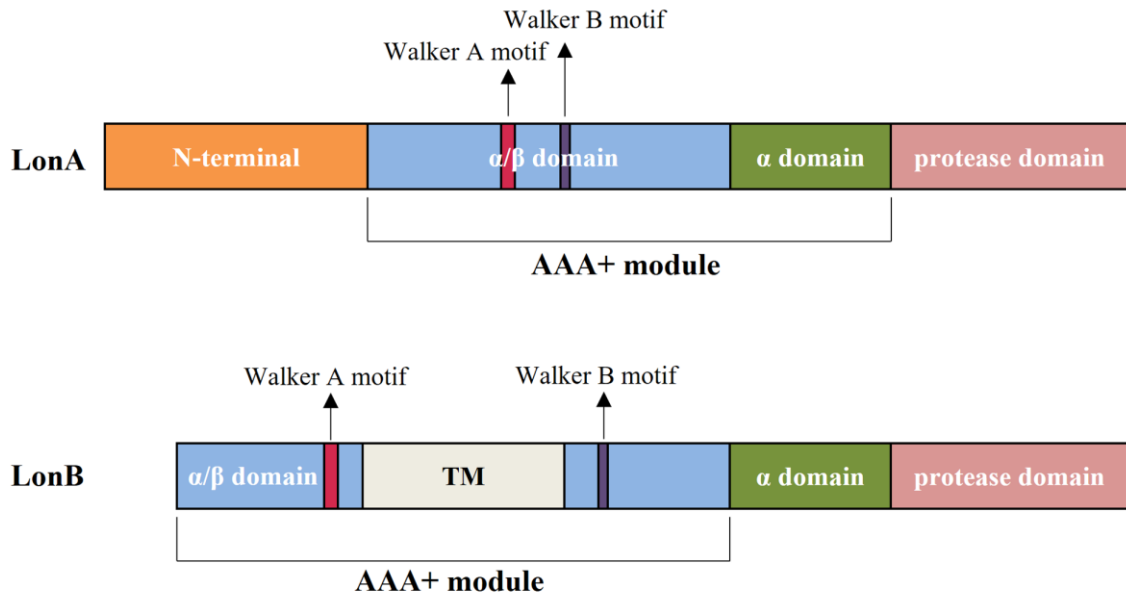 Walker B motif
Walker A motif
LonA
N-terminal
α/β domain
α domain
protease domain
AAA+ module
Walker A motif
Walker B motif
LonB
α/β domain
TM
α domain
protease domain
AAA+ module